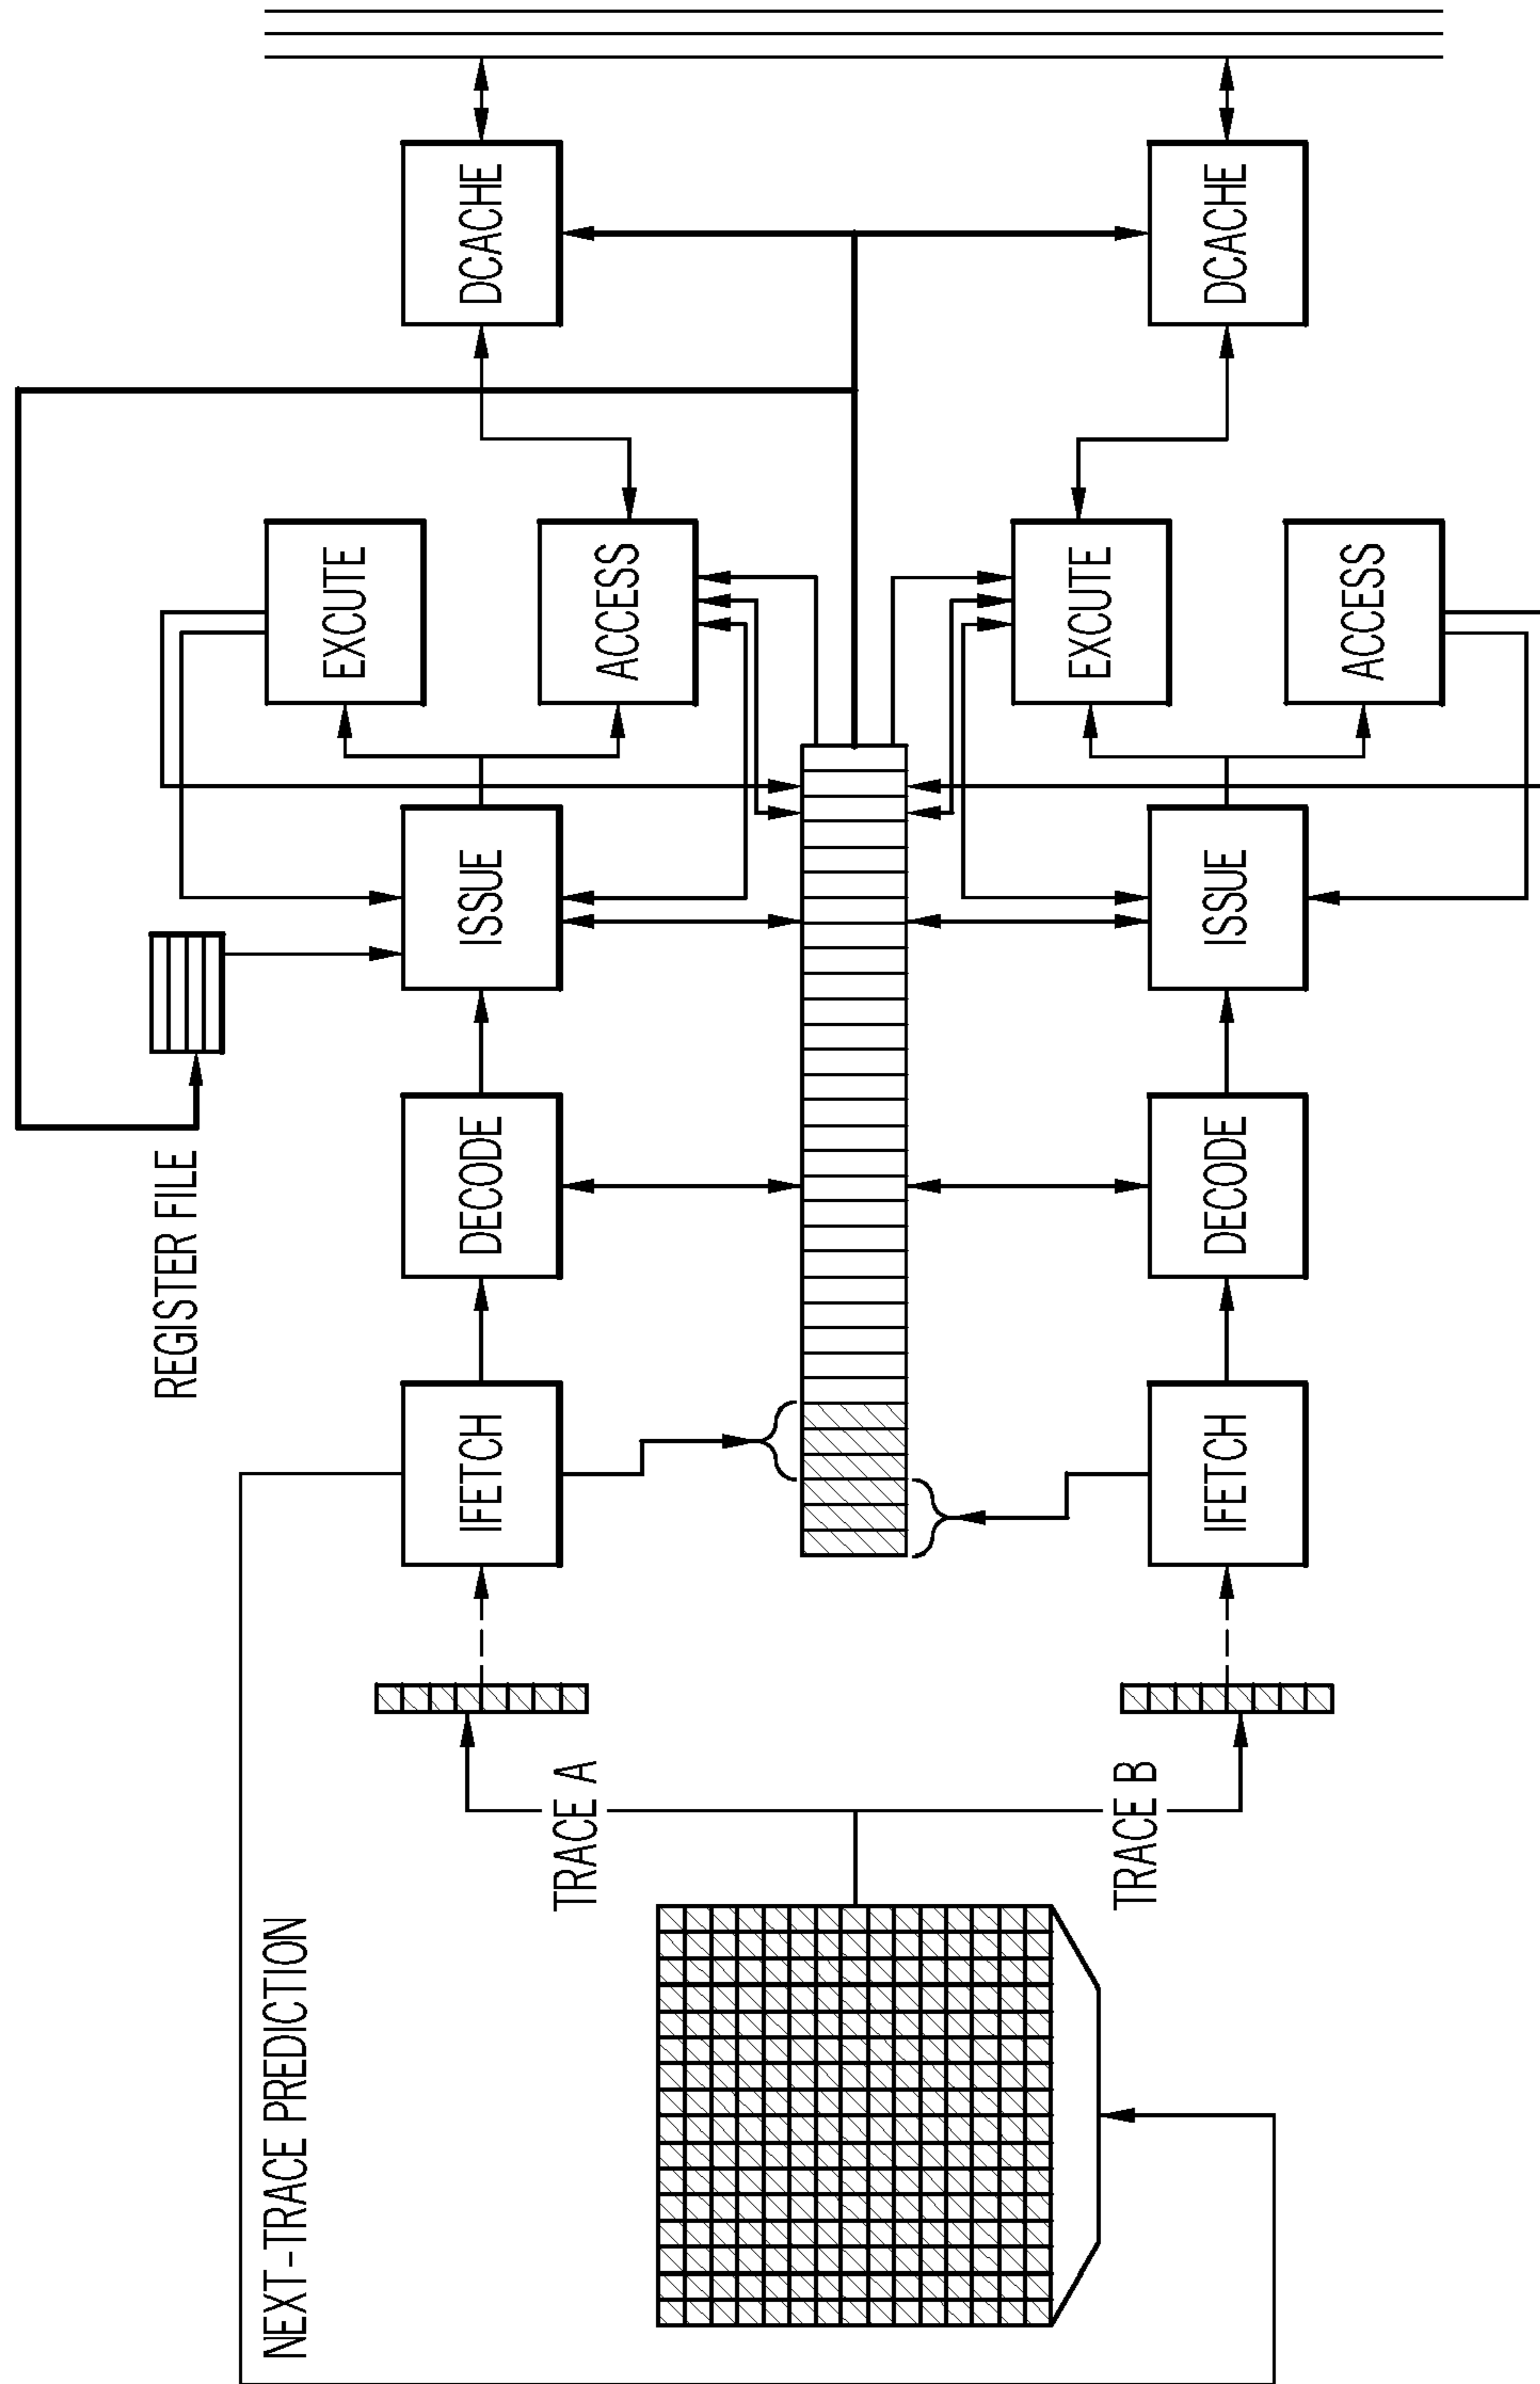 NEXT-TRACE PREDICTION
REGISTER FILE
TRACE A
IFETCH
DECODE
ISSUE
EXCUTE
ACCESS
DCACHE
TRACE B
IFETCH
DECODE
ISSUE
EXCUTE
ACCESS
DCACHE